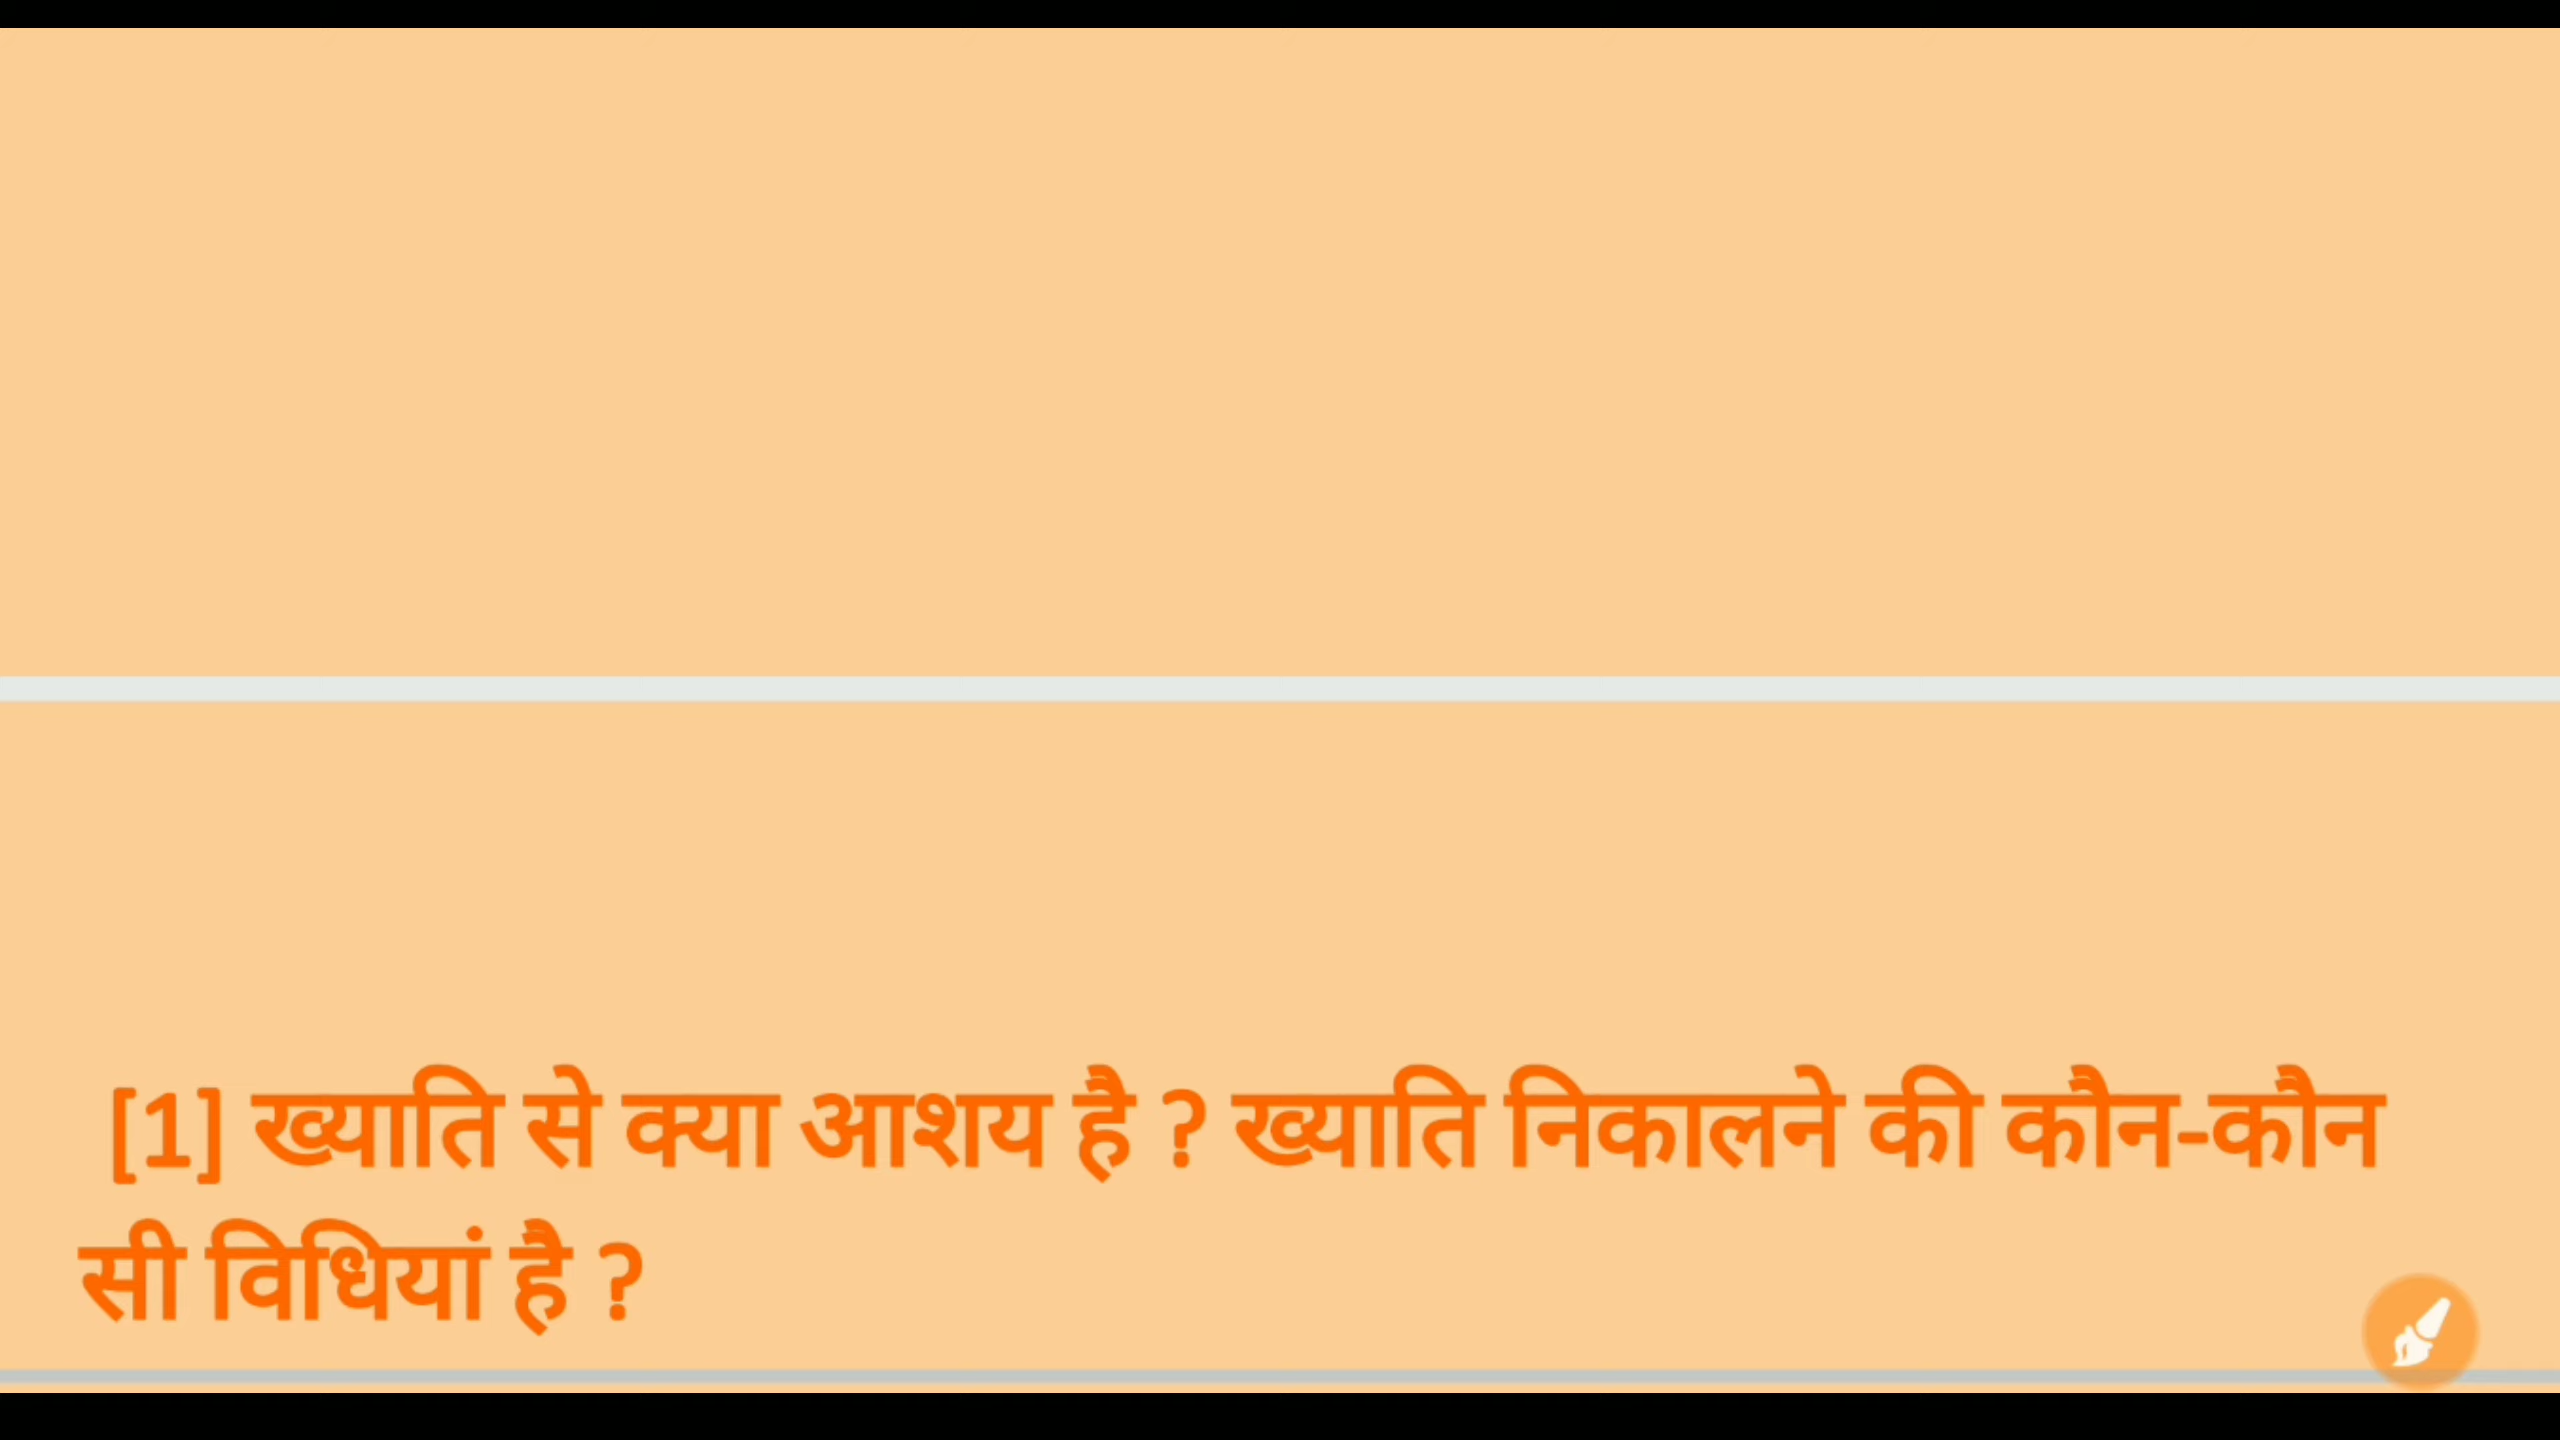 [1] ख्याति से क्या आशय है ? ख्याति निकालने की कौन-कौन
सी विधियां है ?